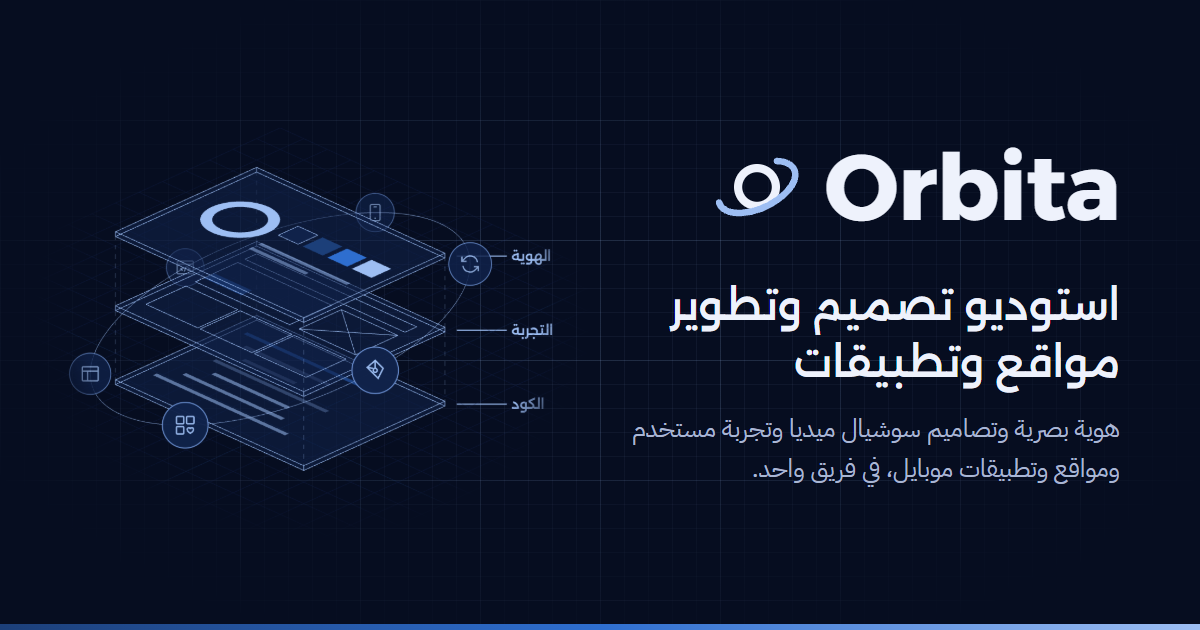 Orbita
استوديو تصميم وتطوير
مواقع وتطبيقات
هوية بصرية وتصاميم سوشيال ميديا وتجربة مستخدم
ومواقع وتطبيقات موبايل، في فريق واحد.
الهوية
التجربة
الكود